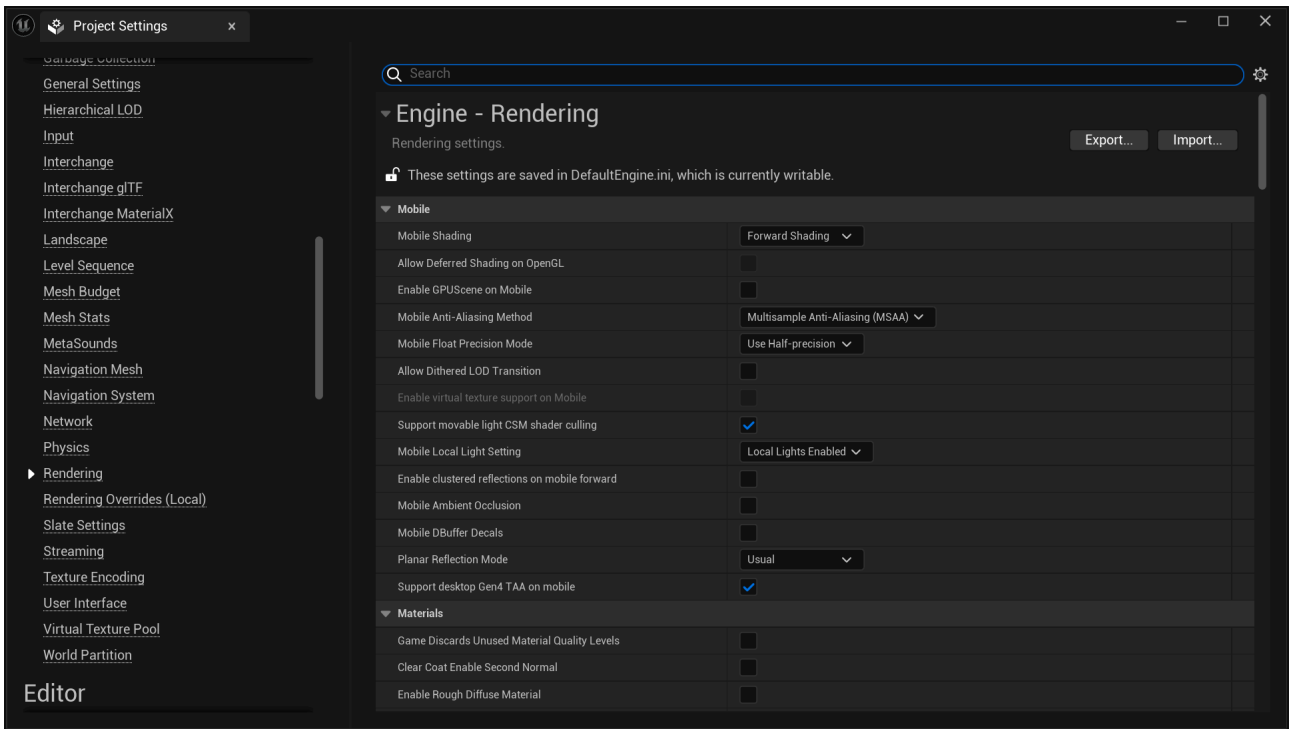 Project Settings
Garbage Collection
General Settings
Hierarchical LOD
Input
Interchange
Interchange glTF
Interchange MaterialX
Landscape
Level Sequence
Mesh Budget
Mesh Stats
MetaSounds
Navigation Mesh
Navigation System
Network
Physics
Rendering
Rendering Overrides (Local)
Slate Settings
Streaming
Texture Encoding
User Interface
Virtual Texture Pool
World Partition
Editor
Search
Engine - Rendering
Rendering settings.
Export... Import...
These settings are saved in DefaultEngine.ini, which is currently writable.
Mobile
Mobile Shading Forward Shading
Allow Deferred Shading on OpenGL
Enable GPUScene on Mobile
Mobile Anti-Aliasing Method Multisample Anti-Aliasing (MSAA)
Mobile Float Precision Mode Use Half-precision
Allow Dithered LOD Transition
Enable virtual texture support on Mobile
Support movable light CSM shader culling
Mobile Local Light Setting Local Lights Enabled
Enable clustered reflections on mobile forward
Mobile Ambient Occlusion
Mobile DBuffer Decals
Planar Reflection Mode Usual
Support desktop Gen4 TAA on mobile
Materials
Game Discards Unused Material Quality Levels
Clear Coat Enable Second Normal
Enable Rough Diffuse Material